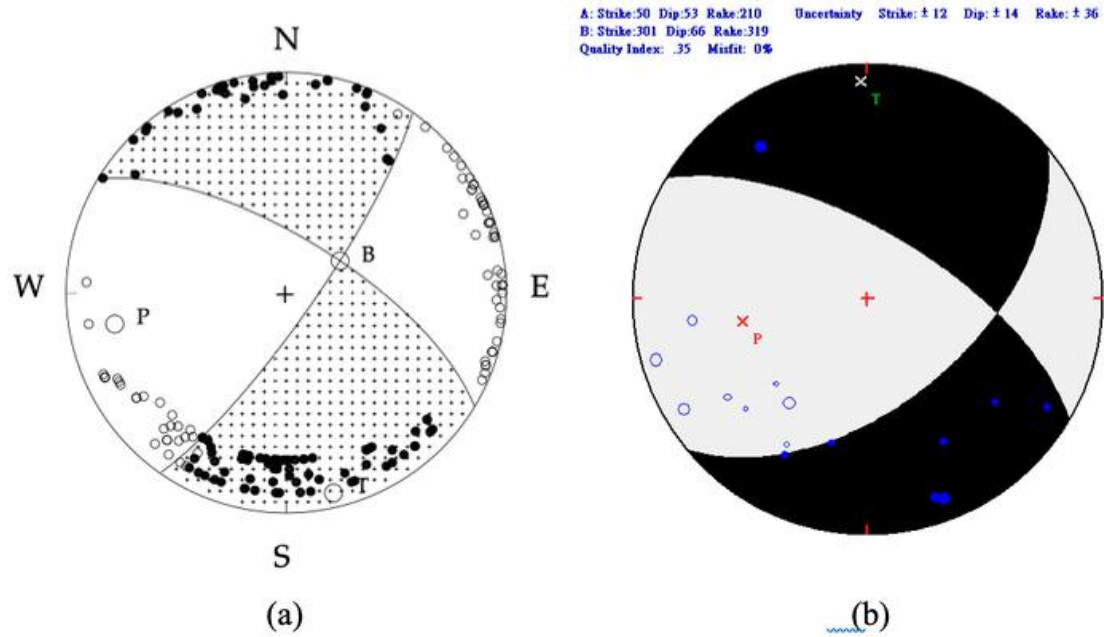 A: Strike:50 Dip:53 Rake:210 Uncertainty Strike: ± 12 Dip: ± 14 Rake: ± 36
B: Strike:301 Dip:66 Rake:319
Quality Index: .35 Misfit: 0%
N
T
B
W
E
P
P
T
S
(a)
(b)